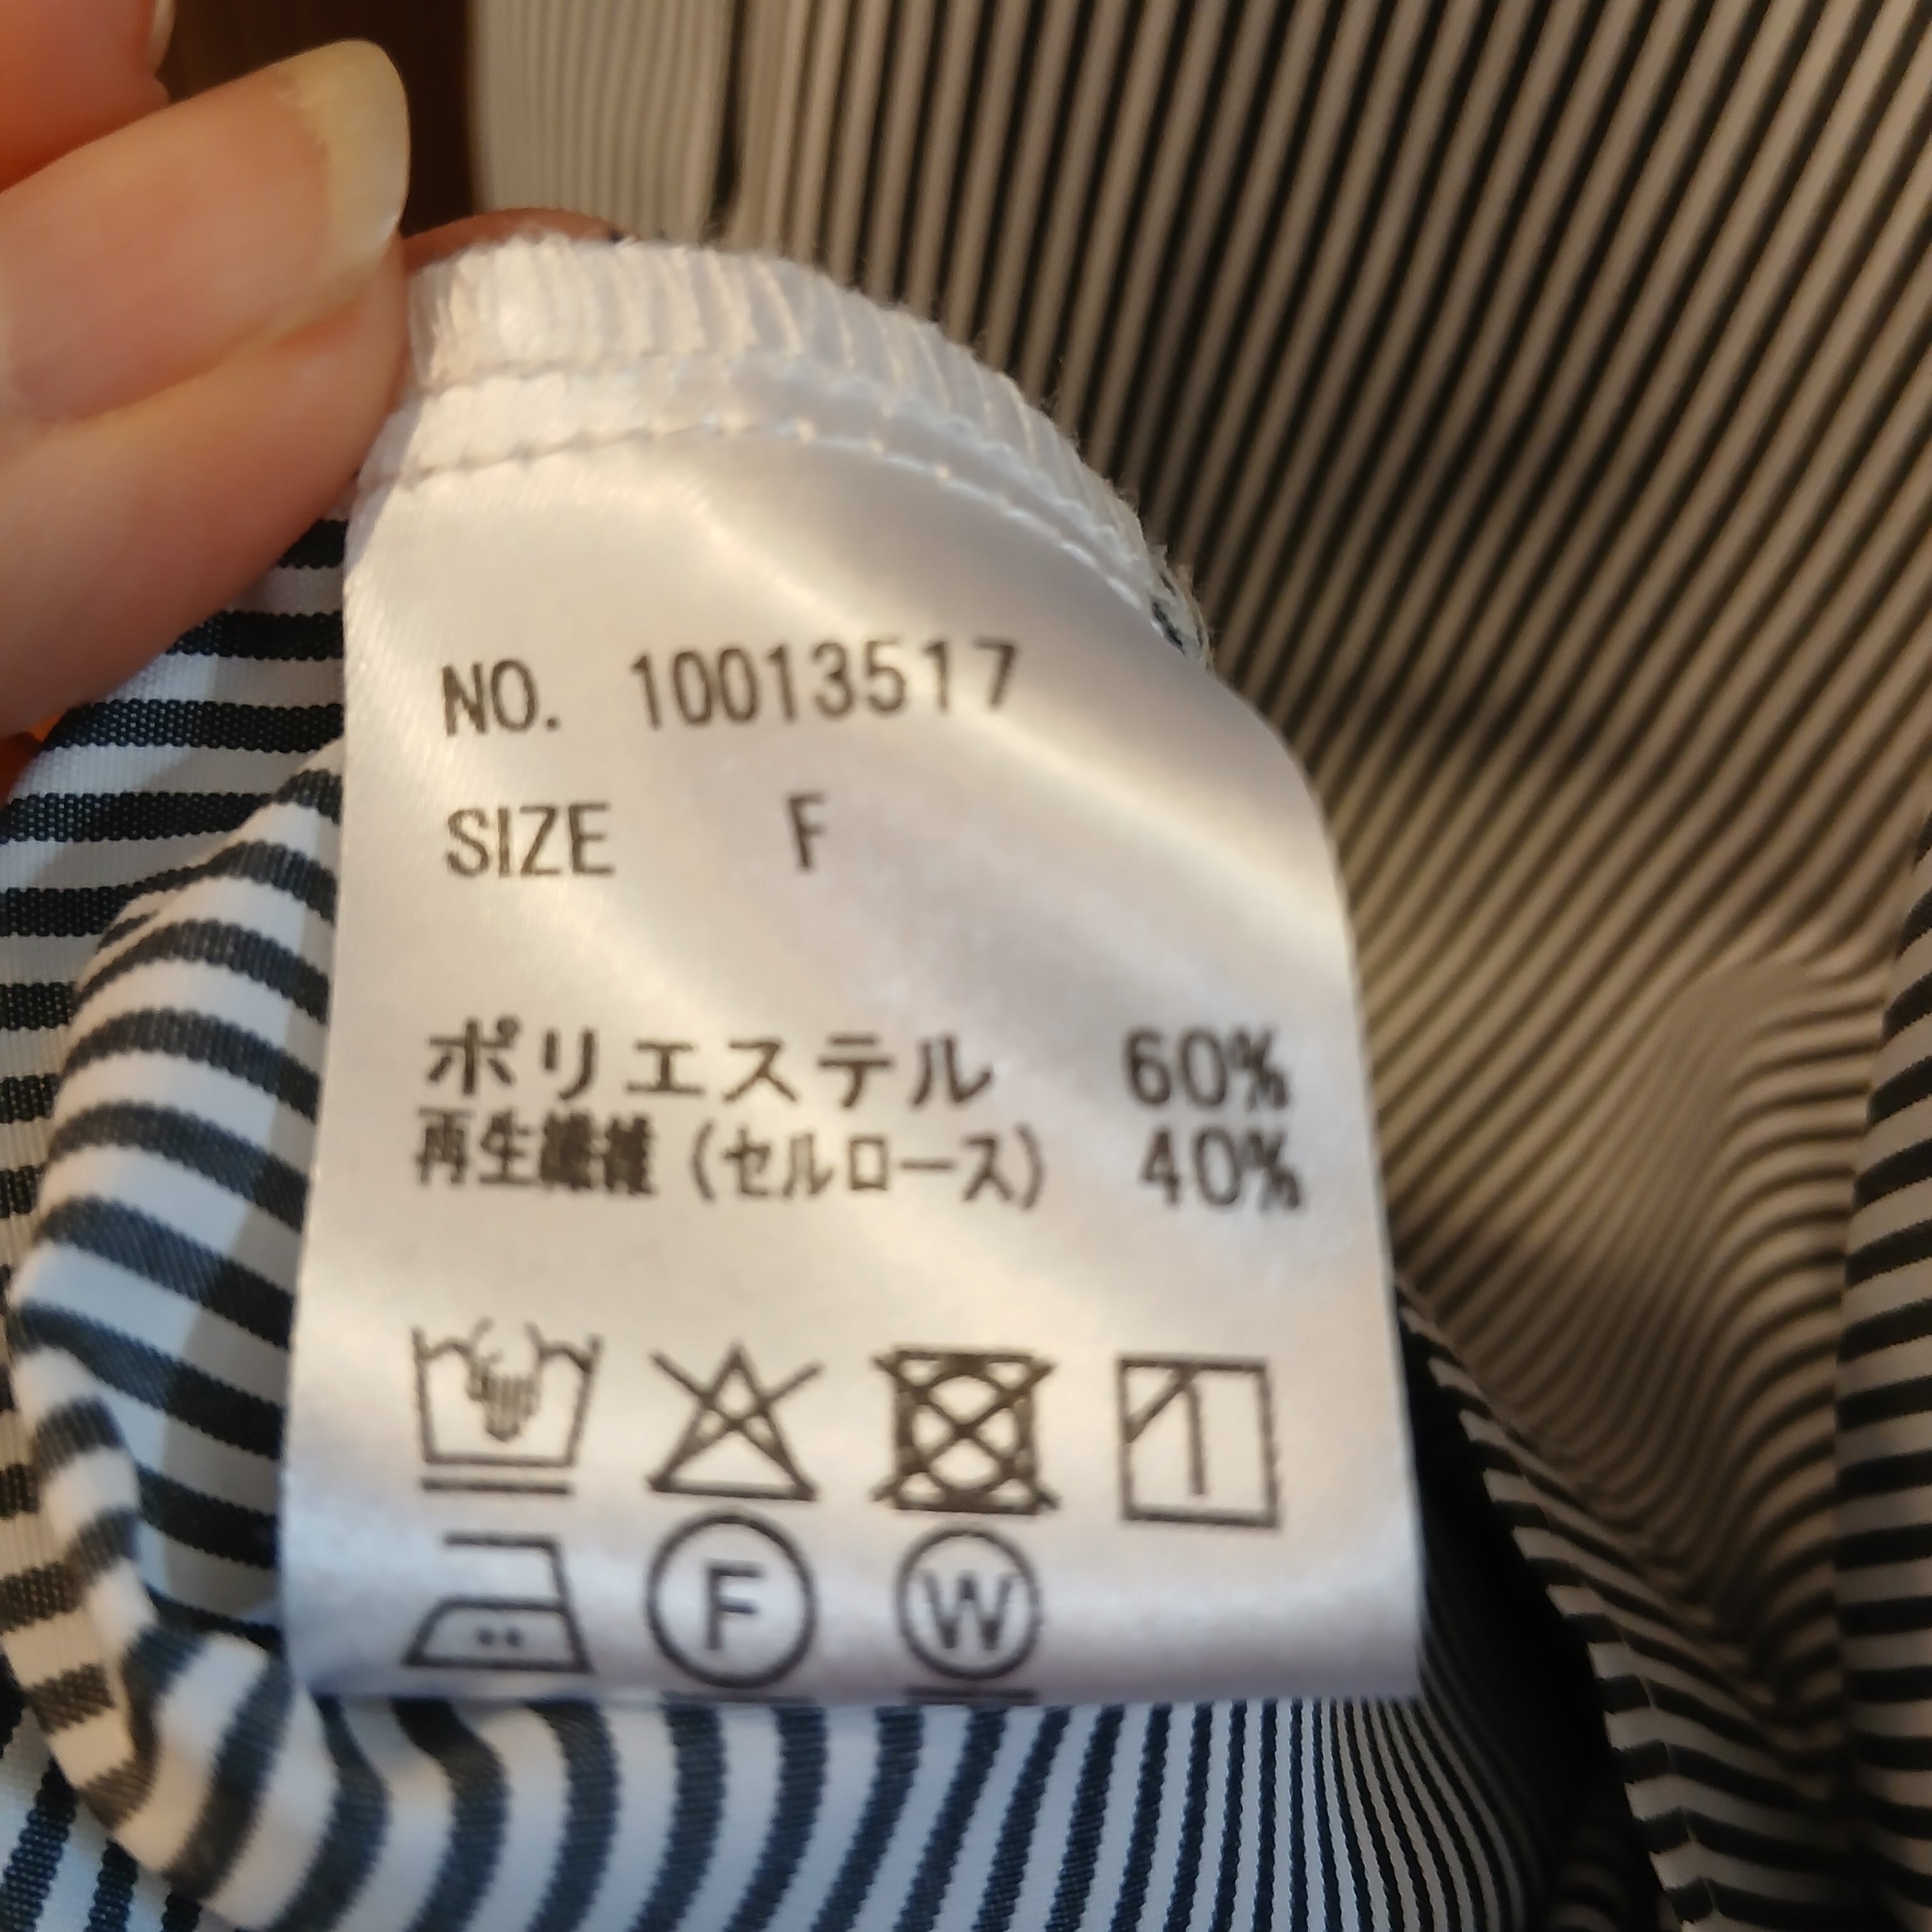 NO. 10013517
SIZE F
ポリエステル 60%
再生繊維(セルロース) 40%
F W